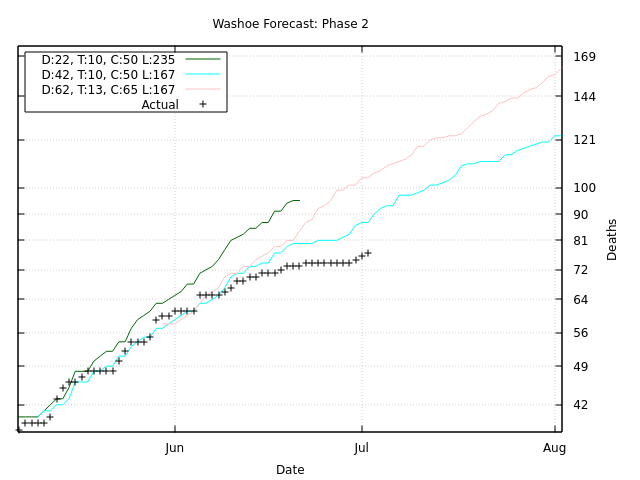 Washoe Forecast: Phase 2
D:22, T:10, C:50 L:235
D:42, T:10, C:50 L:167
D:62, T:13, C:65 L:167
Actual
169
144
121
100
90
81
72
64
56
49
42
Deaths
Jun
Jul
Aug
Date